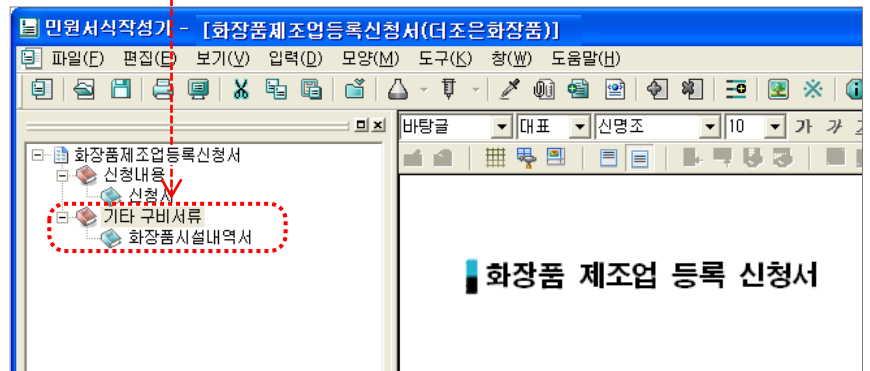 민원서식작성기 - [화장품제조업등록신청서(더조은화장품)]
파일(F) 편집(E) 보기(V) 입력(D) 모양(M) 도구(K) 창(W) 도움말(H)
바탕글 대표 신명조 10 가 가
화장품제조업등록신청서
신청내용
신청서
기타 구비서류
화장품시설내역서
화장품 제조업 등록 신청서